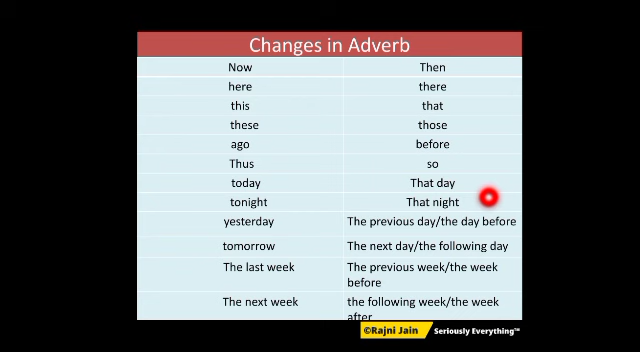 Changes in Adverb
Now Then
here there
this that
these those
ago before
Thus so
today That day
tonight That night
yesterday The previous day/the day before
tomorrow The next day/the following day
The last week The previous week/the week
before
The next week the following week/the week
after
©Rajni Jain Seriously Everything™